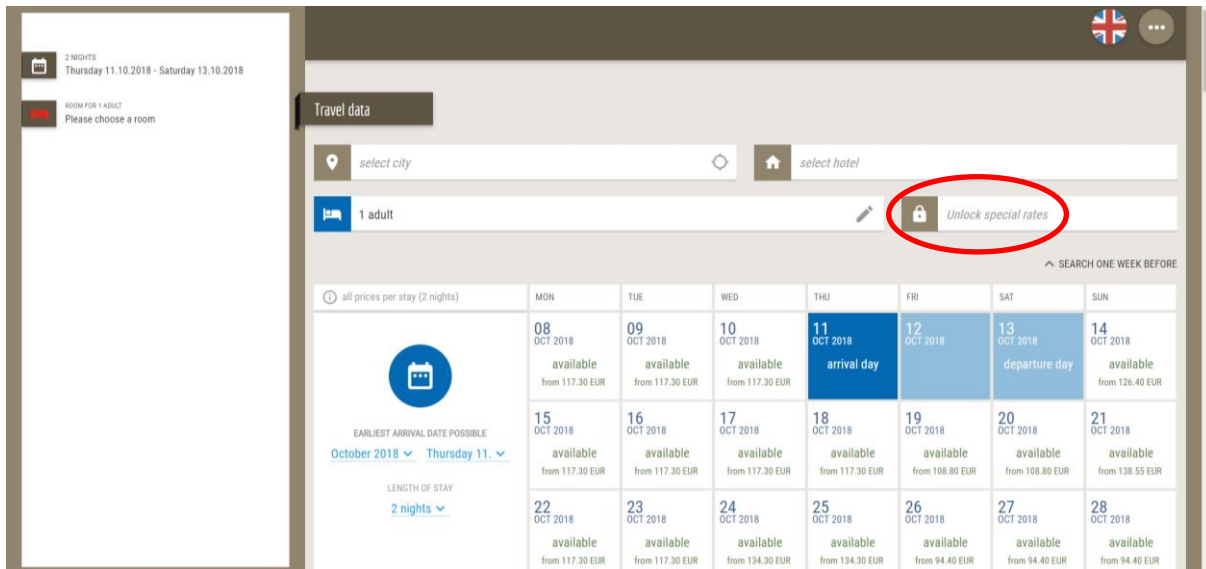 2 NIGHTS
Thursday 11.10.2018 - Saturday 13.10.2018
ROOM FOR 1 ADULT
Please choose a room
Travel data
select city
select hotel
1 adult
Unlock special rates
SEARCH ONE WEEK BEFORE
all prices per stay (2 nights)
MON TUE WED THU FRI SAT SUN
08 09 10 11 12 13 14
OCT 2018 OCT 2018 OCT 2018 OCT 2018 OCT 2018 OCT 2018 OCT 2018
available available available arrival day departure day available
from 117.30 EUR from 117.30 EUR from 117.30 EUR from 126.40 EUR
EARLIEST ARRIVAL DATE POSSIBLE
October 2018 Thursday 11.
LENGTH OF STAY
2 nights
15 16 17 18 19 20 21
OCT 2018 OCT 2018 OCT 2018 OCT 2018 OCT 2018 OCT 2018 OCT 2018
available available available available available available available
from 117.30 EUR from 117.30 EUR from 117.30 EUR from 117.30 EUR from 108.80 EUR from 108.80 EUR from 138.55 EUR
22 23 24 25 26 27 28
OCT 2018 OCT 2018 OCT 2018 OCT 2018 OCT 2018 OCT 2018 OCT 2018
available available available available available available available
from 117.30 EUR from 117.30 EUR from 134.30 EUR from 134.30 EUR from 94.40 EUR from 94.40 EUR from 94.40 EUR